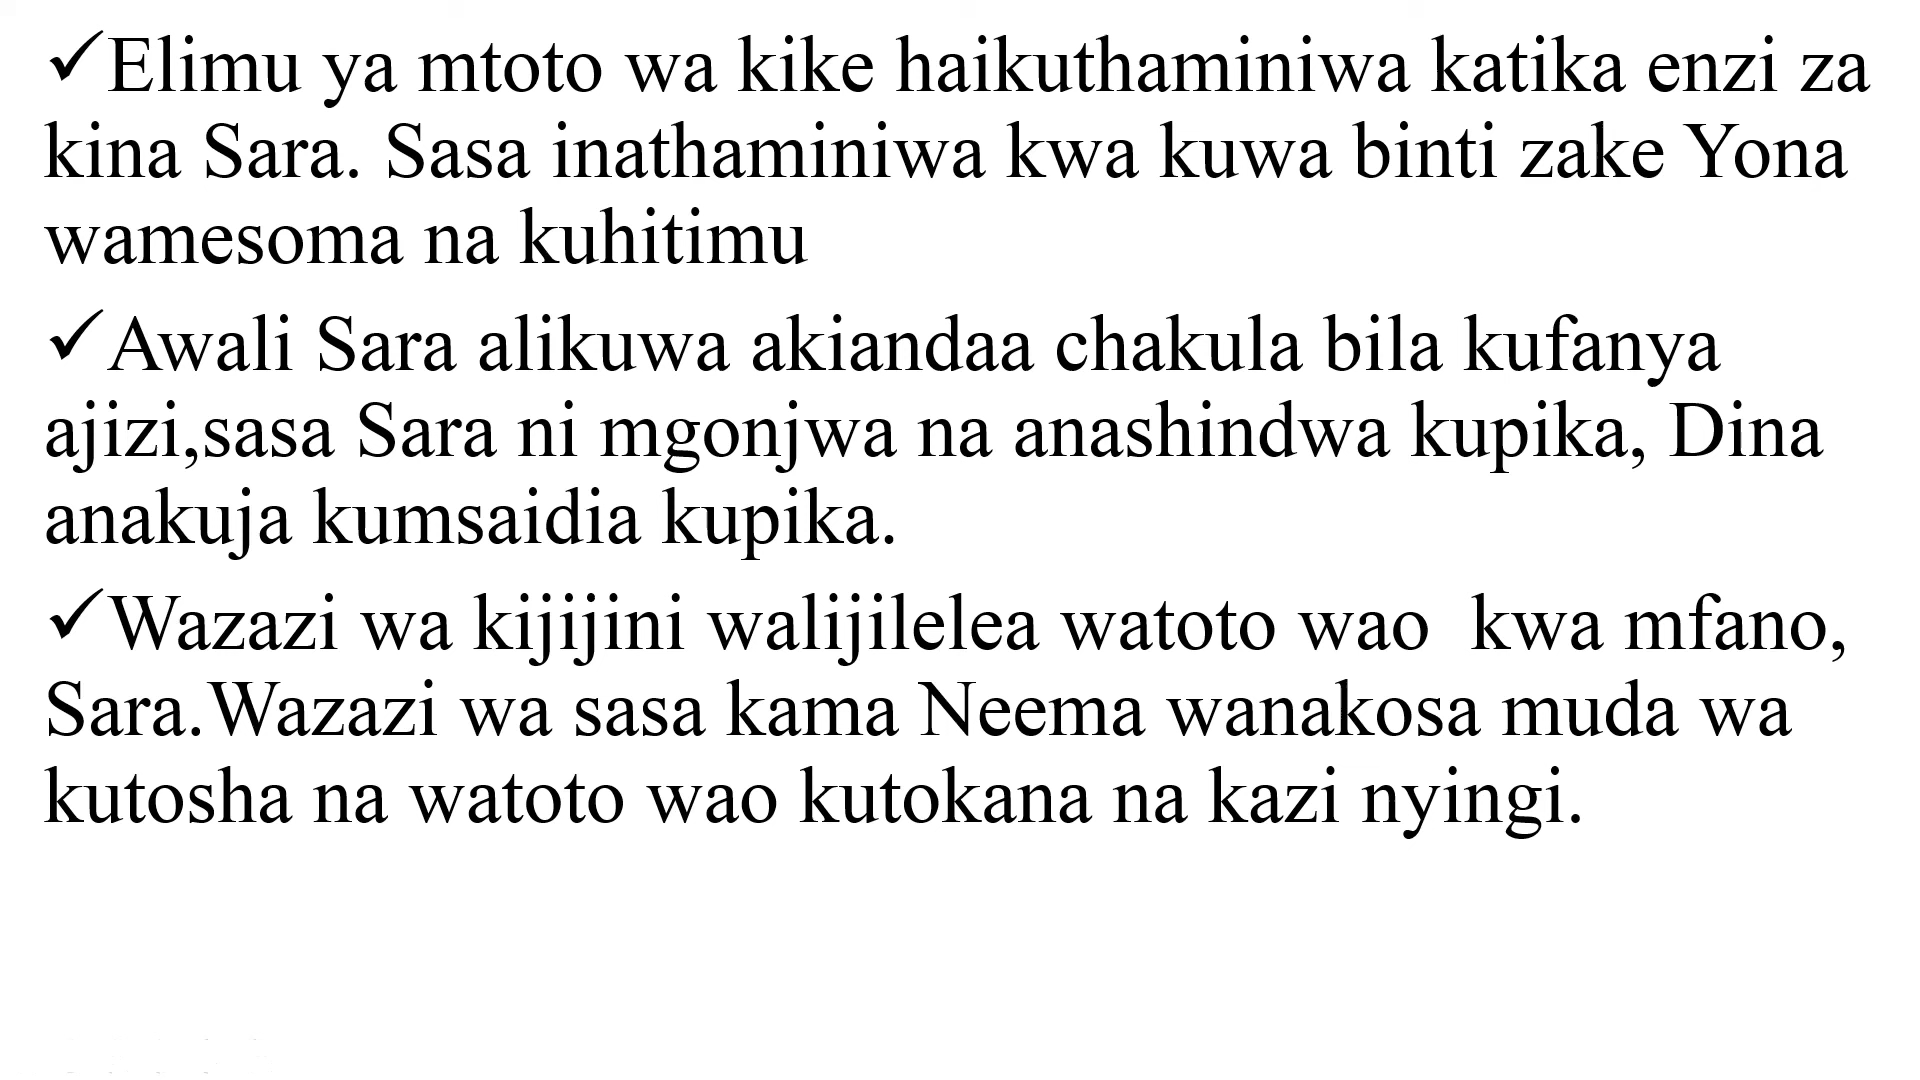 ✓Elimu ya mtoto wa kike haikuthaminiwa katika enzi za
kina Sara. Sasa inathaminiwa kwa kuwa binti zake Yona
wamesoma na kuhitimu
✓Awali Sara alikuwa akiandaa chakula bila kufanya
ajizi,sasa Sara ni mgonjwa na anashindwa kupika, Dina
anakuja kumsaidia kupika.
✓Wazazi wa kijijini walijilelea watoto wao  kwa mfano,
Sara.Wazazi wa sasa kama Neema wanakosa muda wa
kutosha na watoto wao kutokana na kazi nyingi.